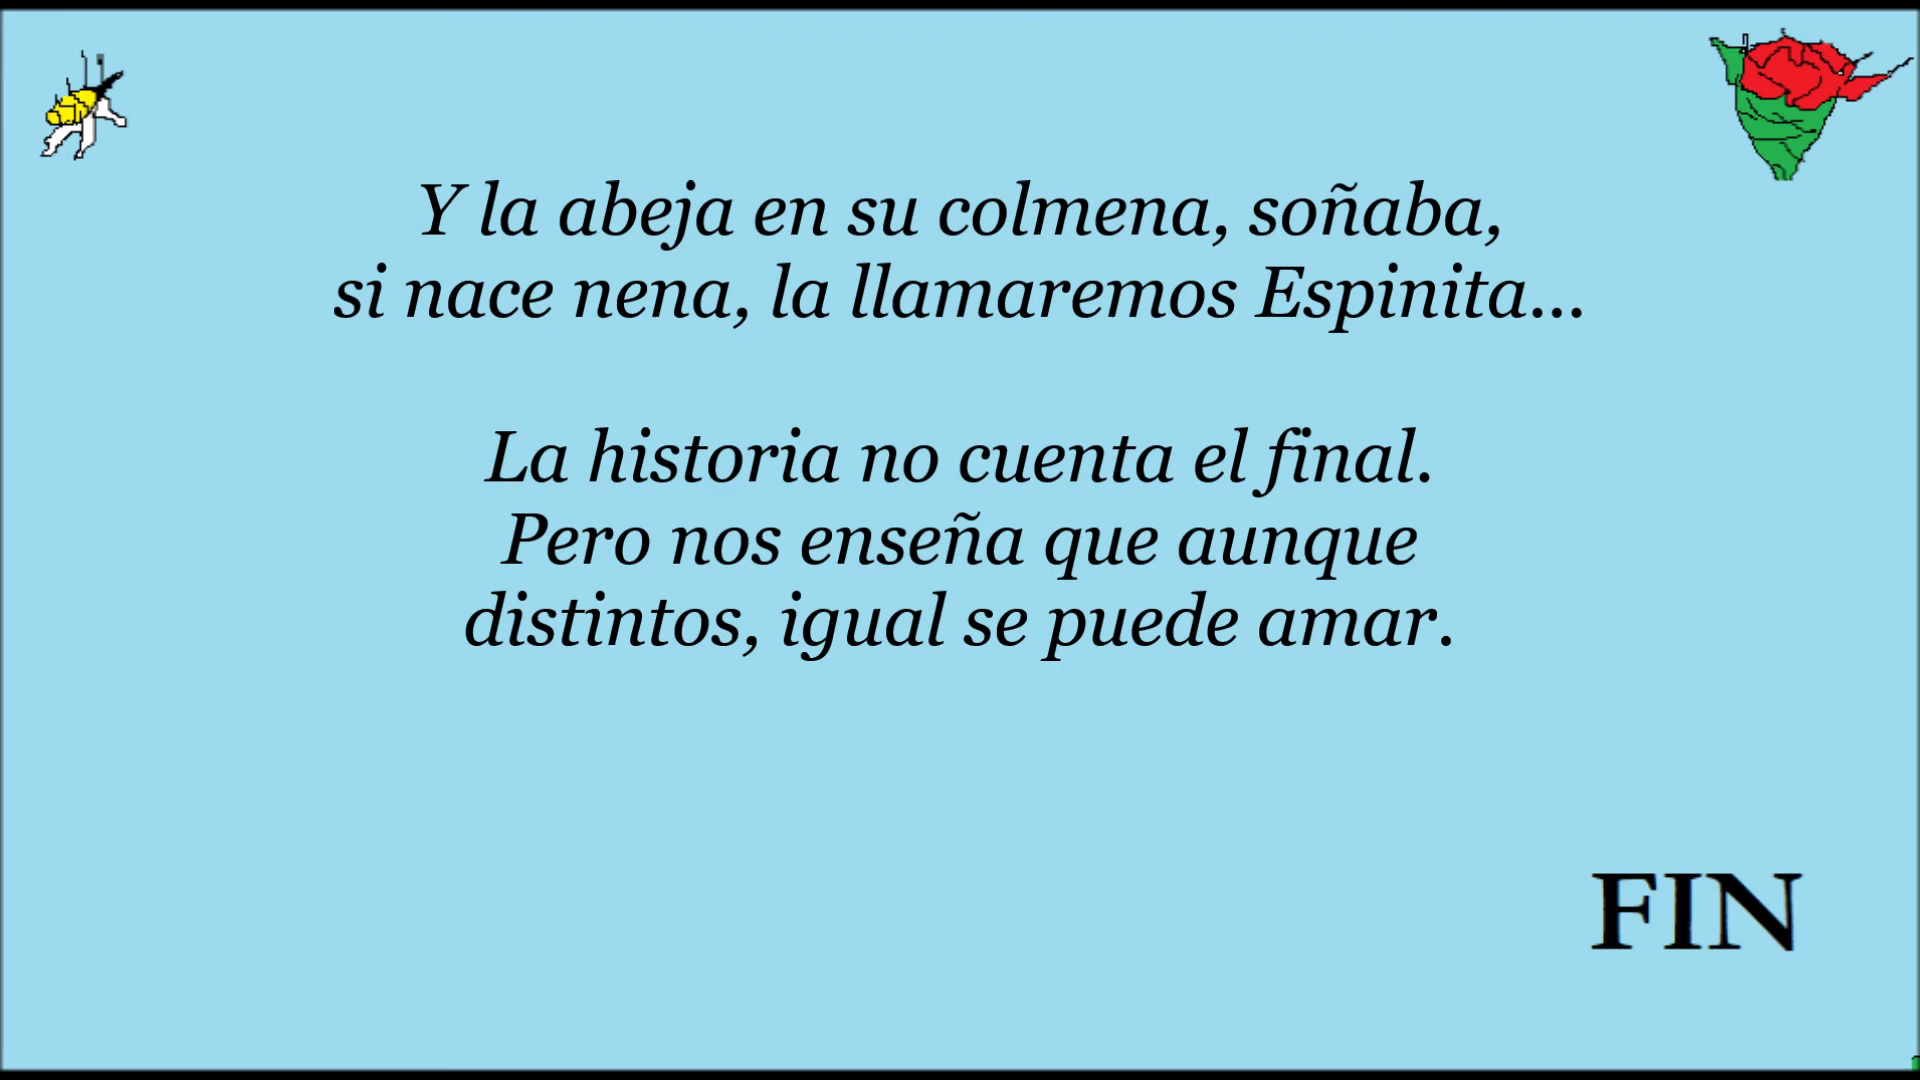 Y la abeja en su colmena, soñaba,
si nace nena, la llamaremos Espinita...
La historia no cuenta el final.
Pero nos enseña que aunque
distintos, igual se puede amar.
FIN